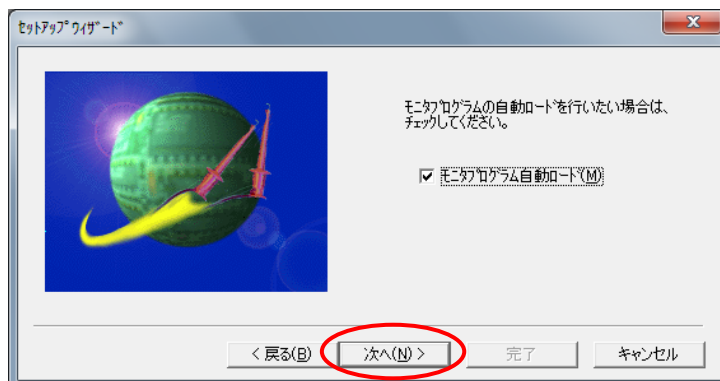 ｾｯﾄｱｯﾌﾟ ｳｨｻﾞｰﾄﾞ
ﾓﾆﾀﾌﾟﾛｸﾞﾗﾑの自動ﾛｰﾄﾞを行いたい場合は、
ﾁｪｯｸしてください。
ﾓﾆﾀﾌﾟﾛｸﾞﾗﾑ自動ﾛｰﾄﾞ(M)
< 戻る(B)
次へ(N) >
完了
キャンセル